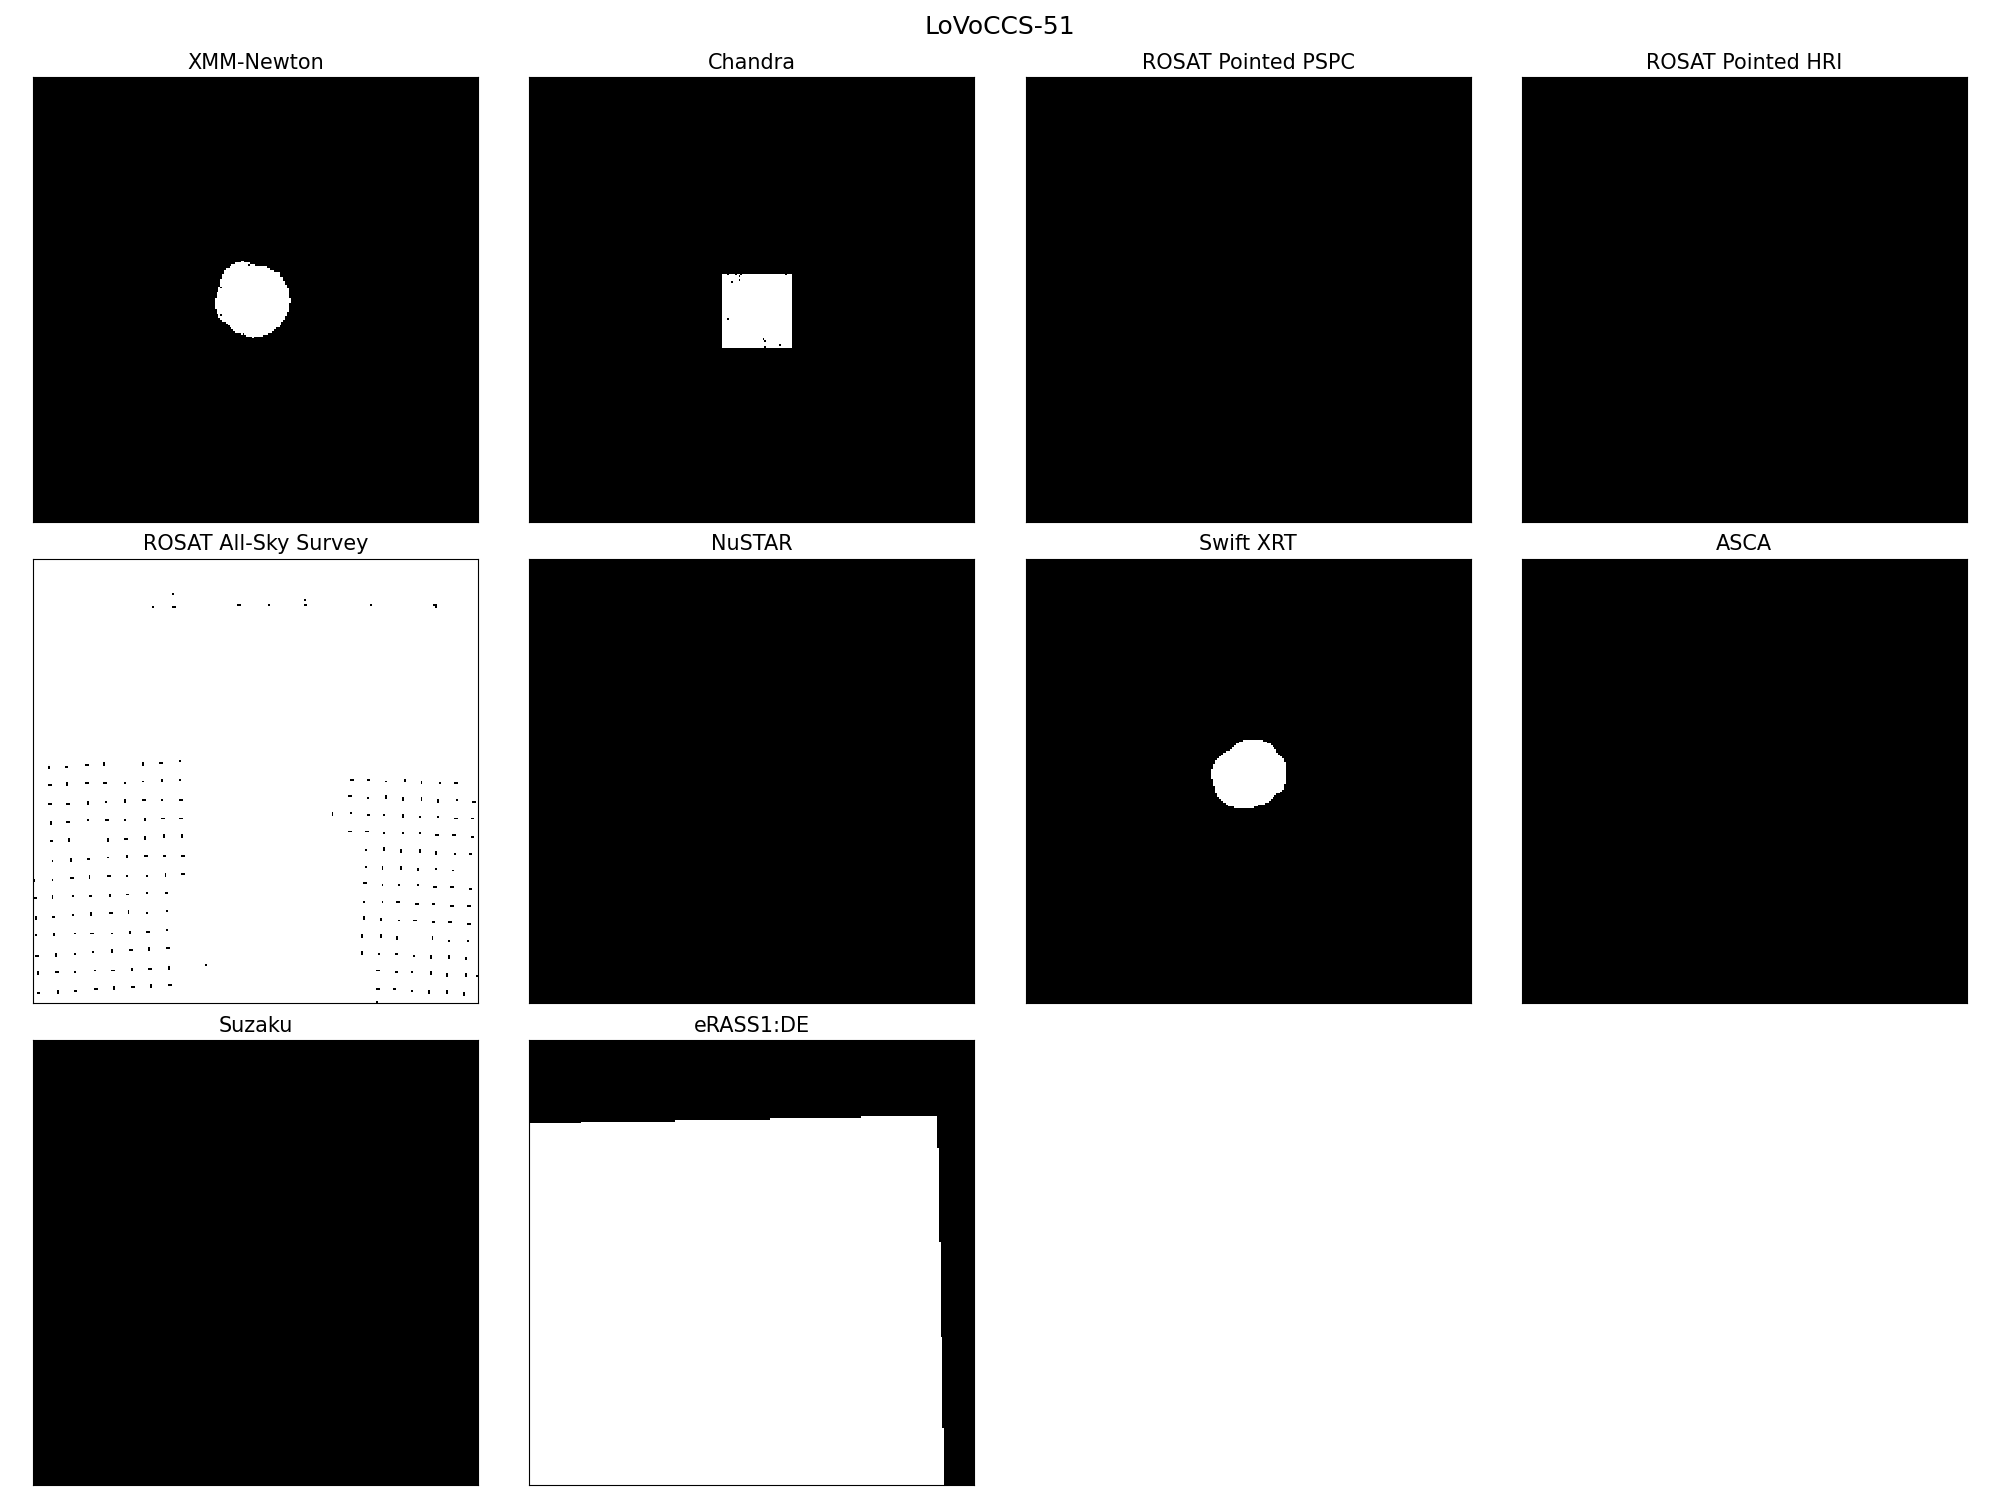 LoVoCCS-51
XMM-Newton
Chandra
ROSAT Pointed PSPC
ROSAT Pointed HRI
ROSAT All-Sky Survey
NuSTAR
Swift XRT
ASCA
Suzaku
eRASS1:DE